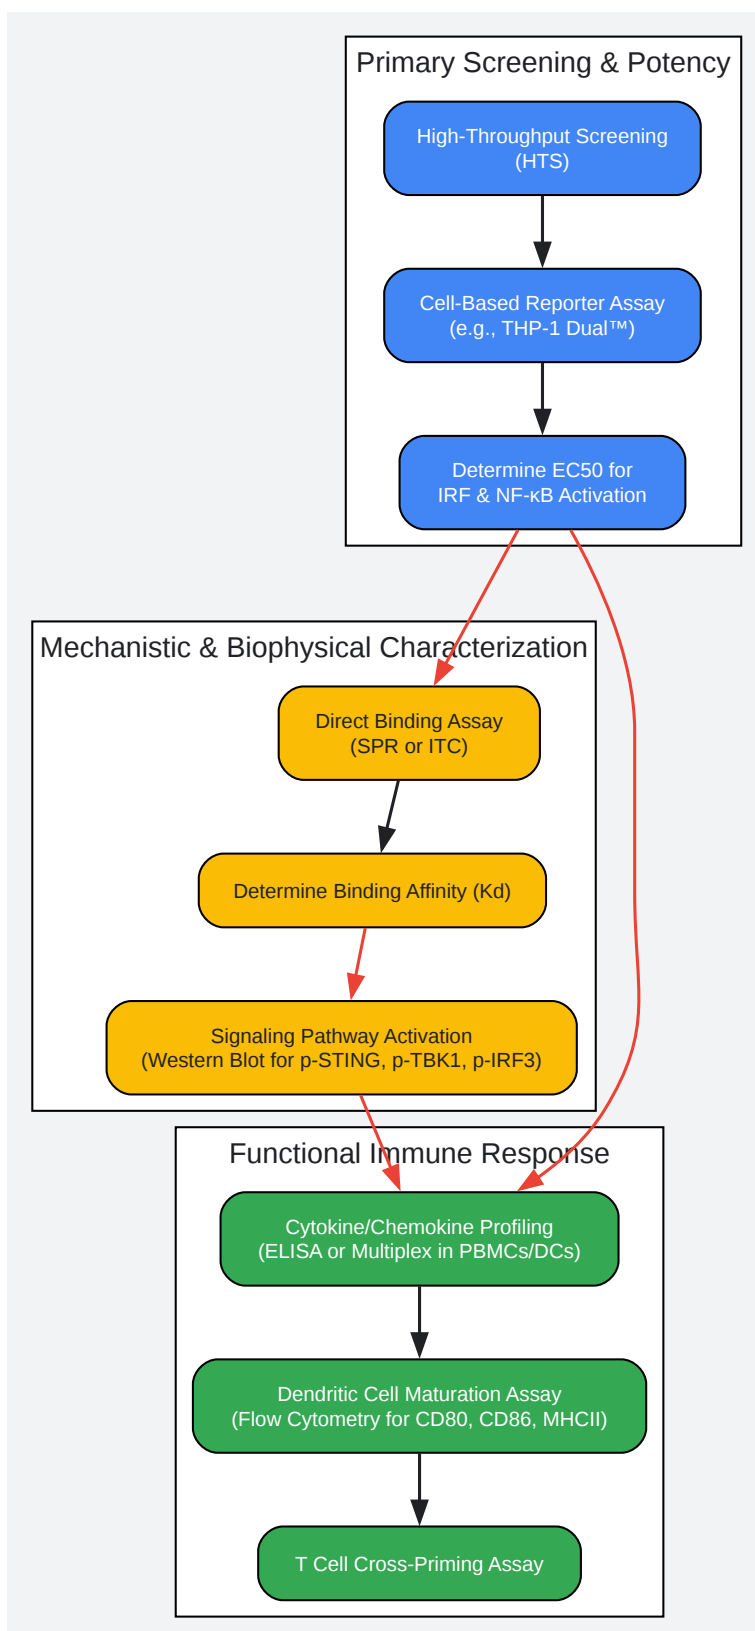 Primary Screening & Potency
High-Throughput Screening
(HTS)
Cell-Based Reporter Assay
(e.g., THP-1 Dual™)
Determine EC50 for
IRF & NF-κB Activation
Mechanistic & Biophysical Characterization
Direct Binding Assay
(SPR or ITC)
Determine Binding Affinity (Kd)
Signaling Pathway Activation
(Western Blot for p-STING, p-TBK1, p-IRF3)
Functional Immune Response
Cytokine/Chemokine Profiling
(ELISA or Multiplex in PBMCs/DCs)
Dendritic Cell Maturation Assay
(Flow Cytometry for CD80, CD86, MHCII)
T Cell Cross-Priming Assay